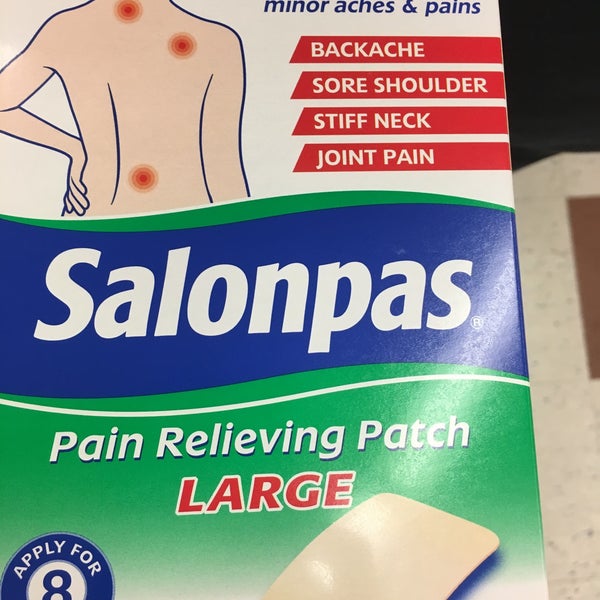 minor aches & pains
BACKACHE
SORE SHOULDER
STIFF NECK
JOINT PAIN
Salonpas®
Pain Relieving Patch
LARGE
APPLY FOR
8